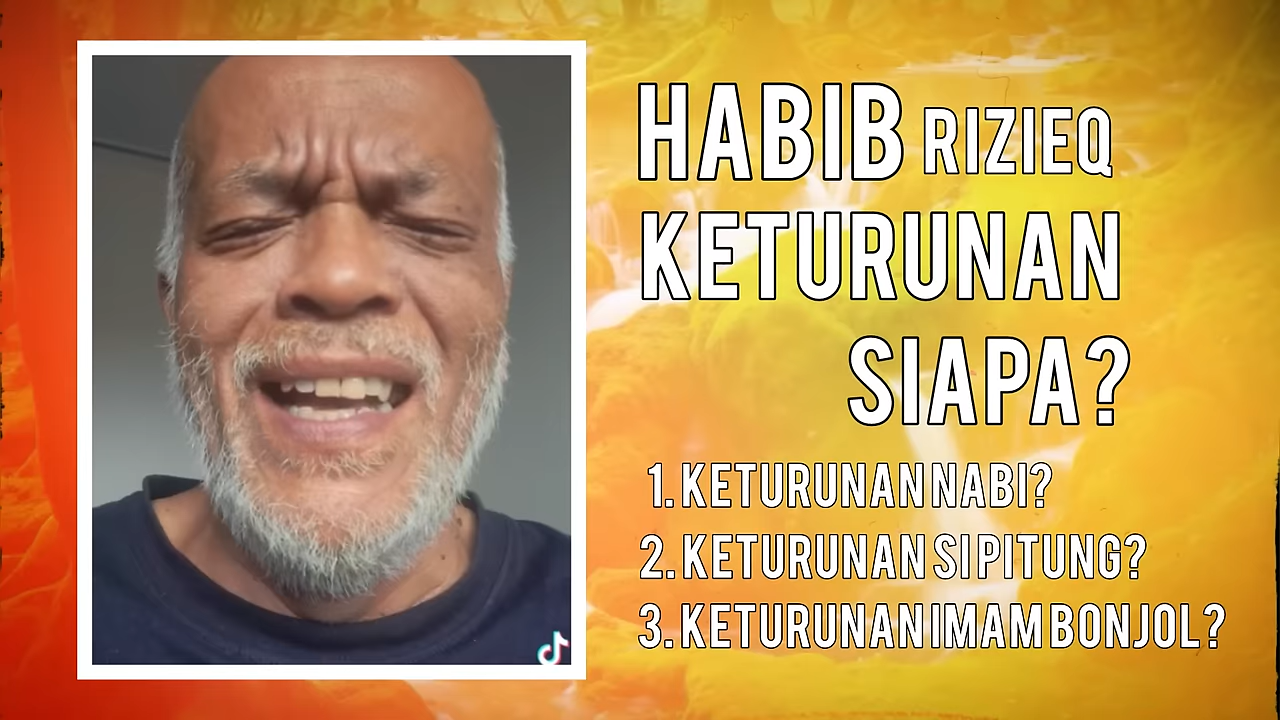 HABIB RIZIEQ
KETURUNAN
SIAPA?
1. KETURUNAN NABI?
2. KETURUNAN SI PITUNG?
3. KETURUNAN IMAM BONJOL?